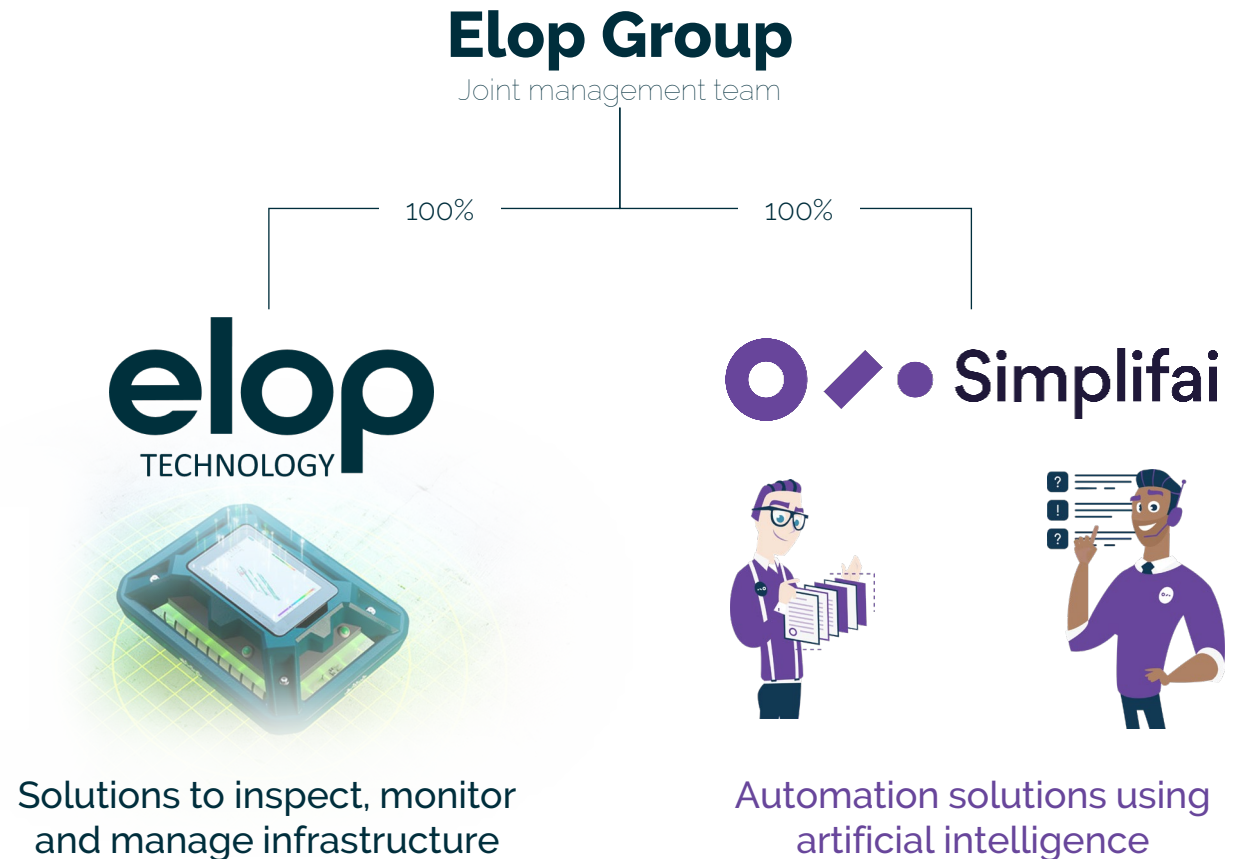 Elop Group
Joint management team
100%
100%
elop
TECHNOLOGY
Simplifai
?
!
?
Solutions to inspect, monitor
and manage infrastructure
Automation solutions using
artificial intelligence